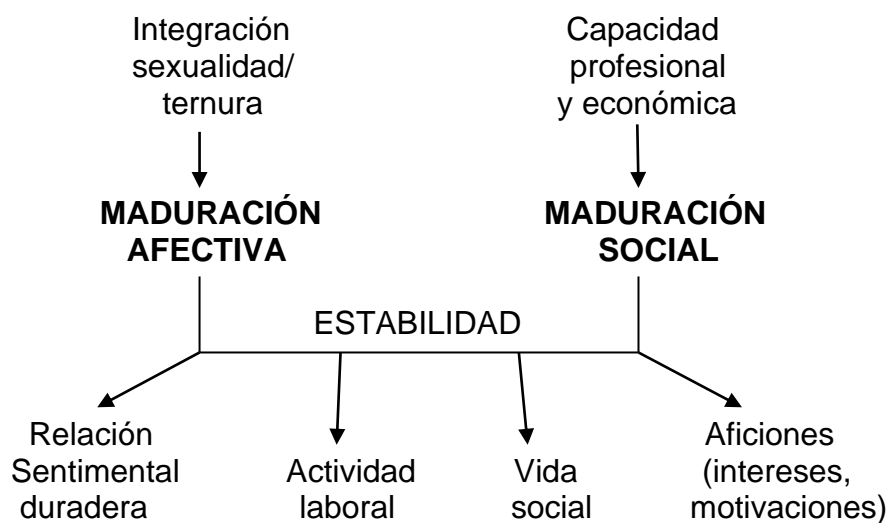 Integración
sexualidad/
ternura
Capacidad
profesional
y económica
MADURACIÓN
AFECTIVA
MADURACIÓN
SOCIAL
ESTABILIDAD
Relación
Sentimental
duradera
Actividad
laboral
Vida
social
Aficiones
(intereses,
motivaciones)